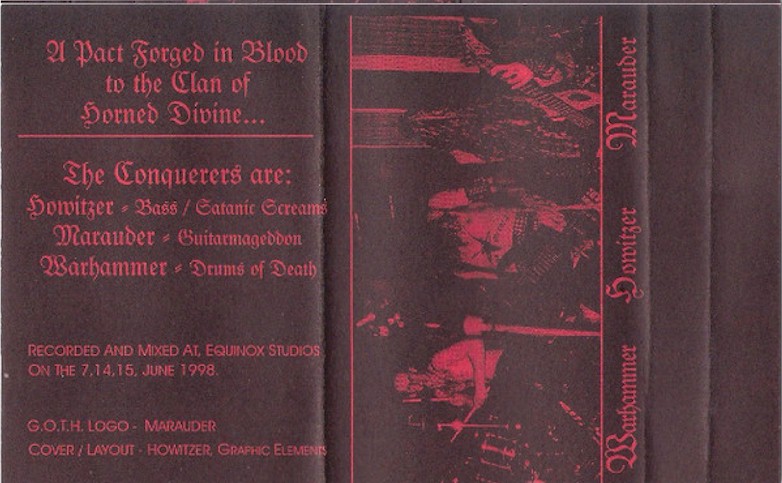 A Pact Forged in Blood
to the Clan of
Horned Divine...
The Conquerers are:
Howitzer - Bass / Satanic Screams
Marauder - Guitarmageddon
Warhammer - Drums of Death
RECORDED AND MIXED AT, EQUINOX STUDIOS
ON THE 7,14,15, JUNE 1998.
G.O.T.H. LOGO - MARAUDER
COVER / LAYOUT - HOWITZER, GRAPHIC ELEMENTS
Marauder
Howitzer
Warhammer